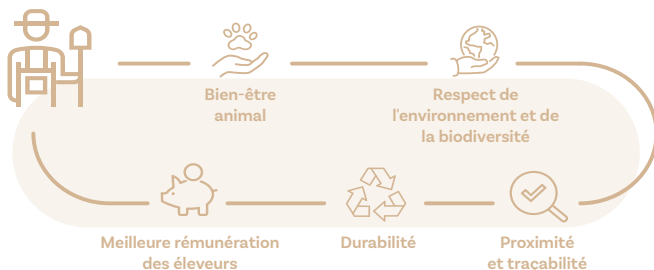 Bien-être
animal
Respect de
l'environnement et de
la biodiversité
Meilleure rémunération
des éleveurs
Durabilité
Proximité
et traçabilité